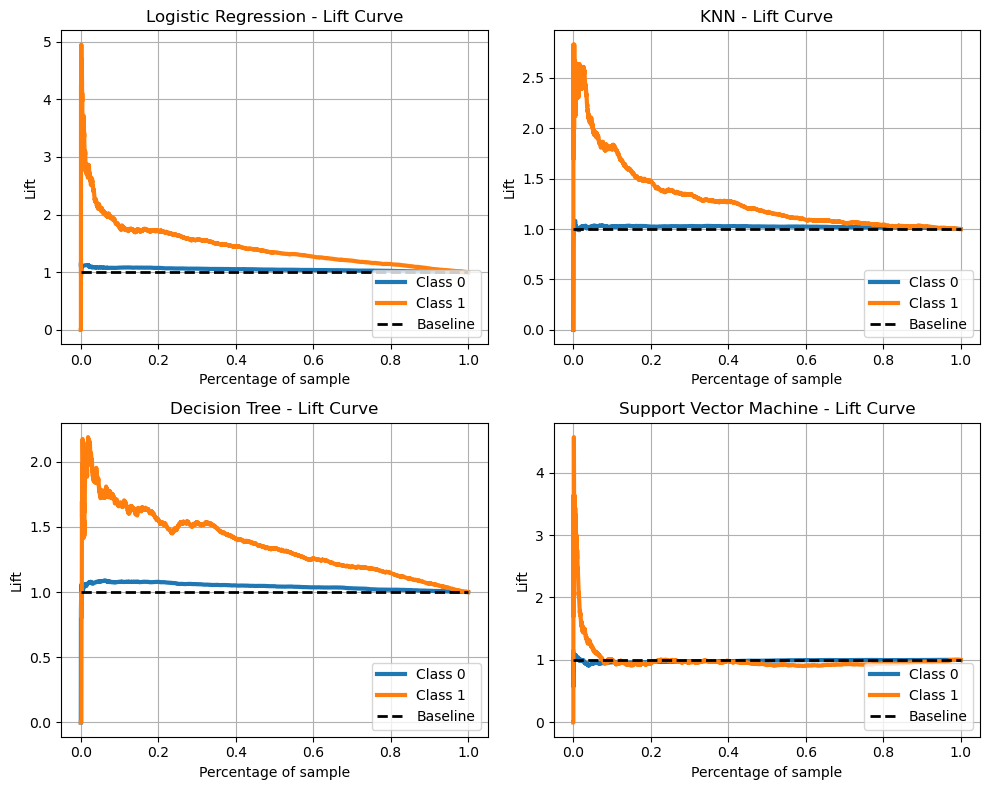 Logistic Regression - Lift Curve
5
4
3
2
1
0
Lift
0.0 0.2 0.4 0.6 0.8 1.0
Percentage of sample
Class 0
Class 1
Baseline
KNN - Lift Curve
2.5
2.0
1.5
1.0
0.5
0.0
Lift
0.0 0.2 0.4 0.6 0.8 1.0
Percentage of sample
Class 0
Class 1
Baseline
Decision Tree - Lift Curve
2.0
1.5
1.0
0.5
0.0
Lift
0.0 0.2 0.4 0.6 0.8 1.0
Percentage of sample
Class 0
Class 1
Baseline
Support Vector Machine - Lift Curve
4
3
2
1
0
Lift
0.0 0.2 0.4 0.6 0.8 1.0
Percentage of sample
Class 0
Class 1
Baseline